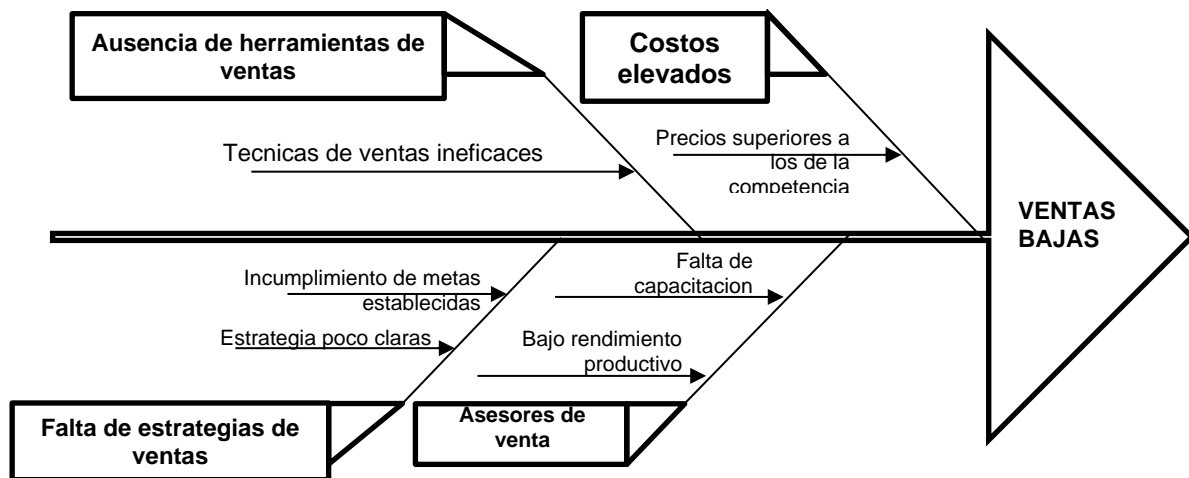 Ausencia de herramientas de
ventas
Costos
elevados
Tecnicas de ventas ineficaces
Precios superiores a
los de la
competencia
VENTAS
BAJAS
Incumplimiento de metas
establecidas
Estrategia poco claras
Falta de
capacitacion
Bajo rendimiento
productivo
Falta de estrategias de
ventas
Asesores de
venta